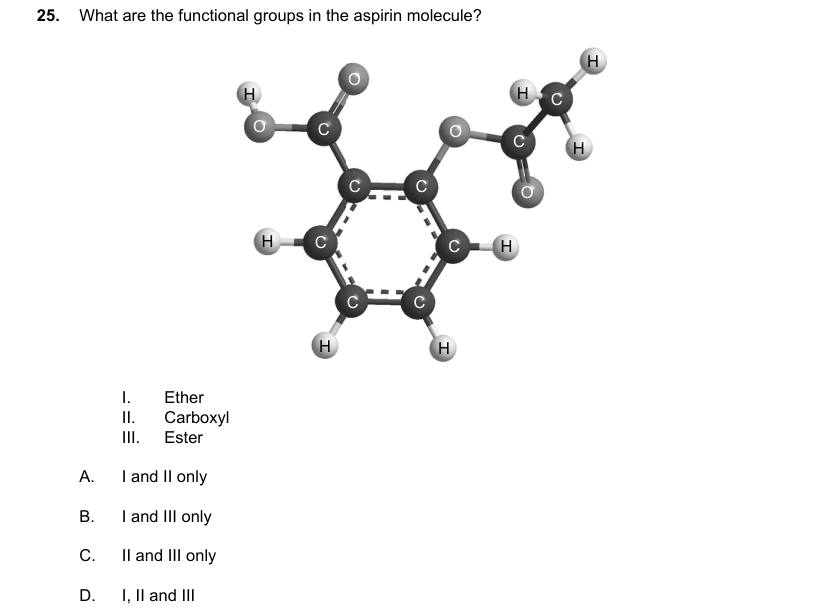 25. What are the functional groups in the aspirin molecule?
H O H
H C
O C O C H
C C O
H C C H
C C
H H
I. Ether
II. Carboxyl
III. Ester
A. I and II only
B. I and III only
C. II and III only
D. I, II and III